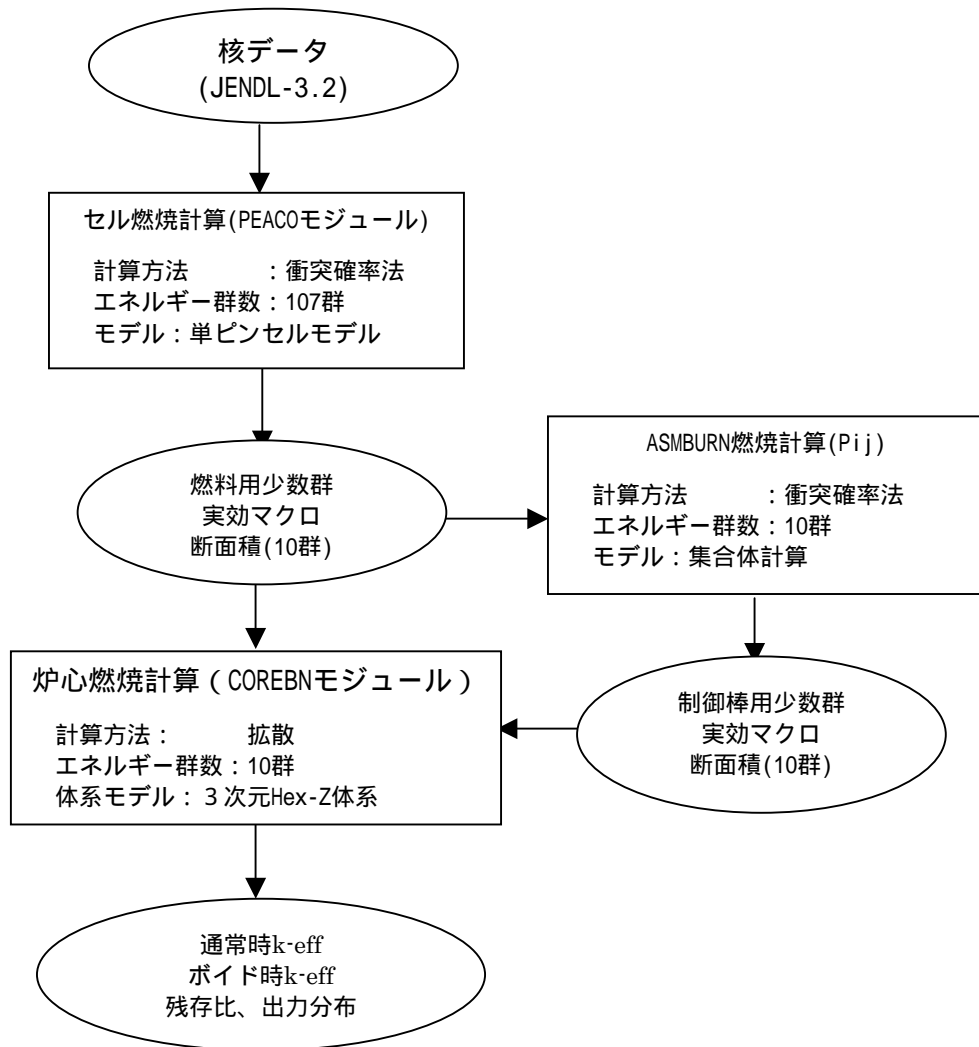 核データ
(JENDL-3.2)
セル燃焼計算(PEACOモジュール)
計算方法　　　：衝突確率法
エネルギー群数：107群
モデル：単ピンセルモデル
燃料用少数群
実効マクロ
断面積(10群)
ASMBURN燃焼計算(Pij)
計算方法　　　：衝突確率法
エネルギー群数：10群
モデル：集合体計算
炉心燃焼計算（COREBNモジュール）
計算方法：　　　拡散
エネルギー群数：10群
体系モデル：３次元Hex-Z体系
制御棒用少数群
実効マクロ
断面積(10群)
通常時k-eff
ボイド時k-eff
残存比、出力分布